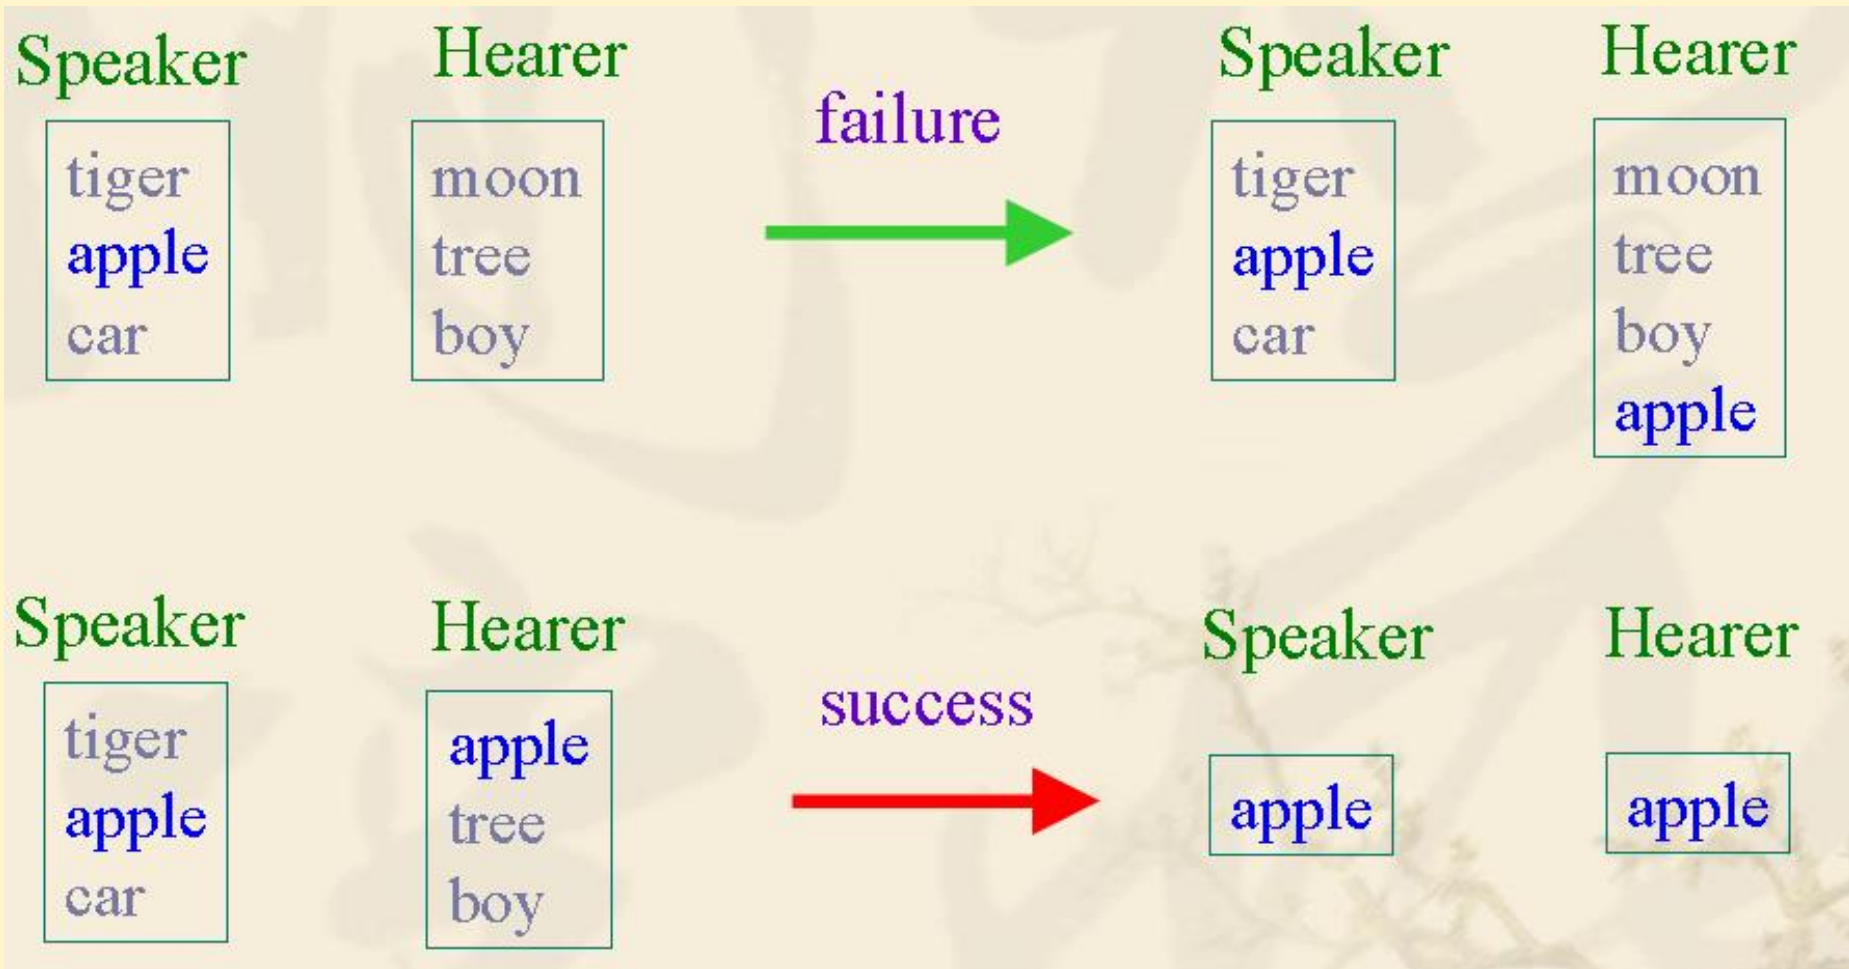 Speaker
Hearer
tiger
apple
car
moon
tree
boy
failure
Speaker
Hearer
tiger
apple
car
moon
tree
boy
apple
Speaker
Hearer
tiger
apple
car
apple
tree
boy
success
Speaker
Hearer
apple
apple